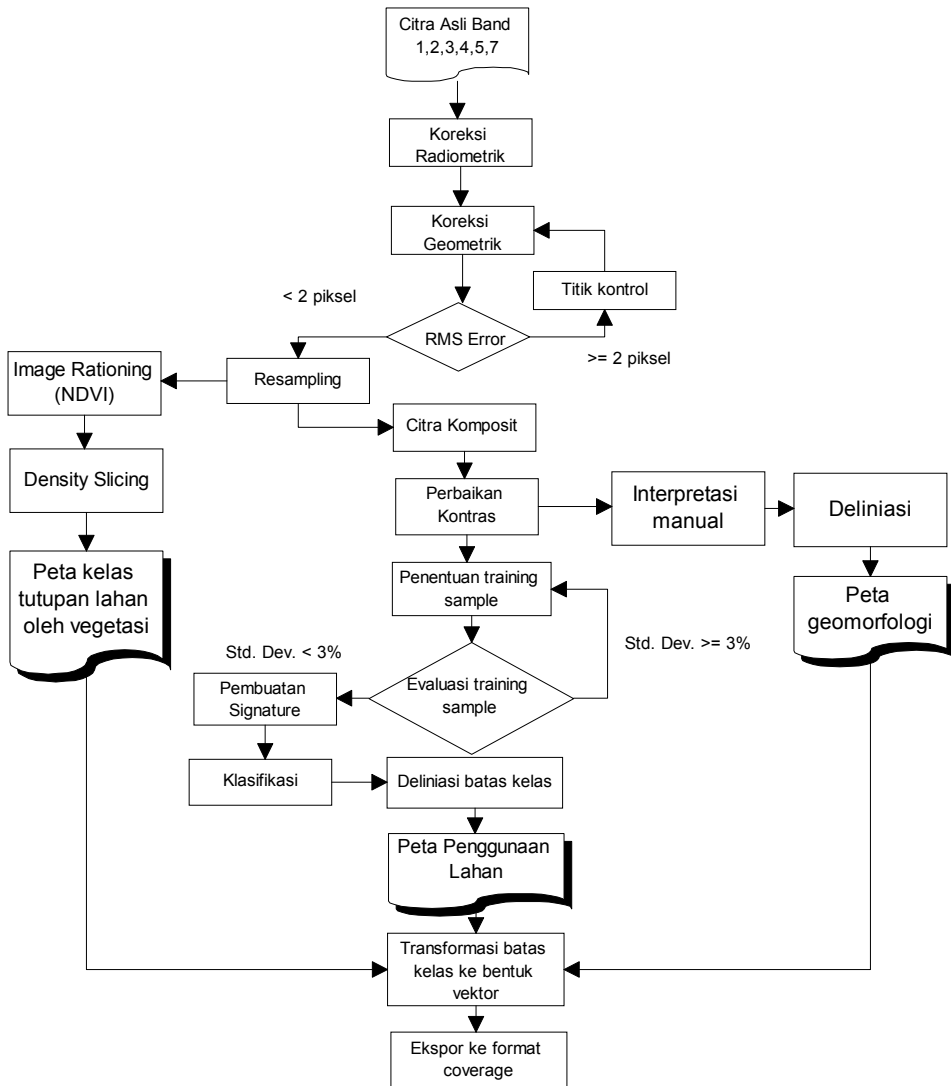 Citra Asli Band
1,2,3,4,5,7
Koreksi
Radiometrik
Koreksi
Geometrik
Titik kontrol
< 2 piksel
RMS Error
>= 2 piksel
Image Rationing
(NDVI)
Resampling
Citra Komposit
Density Slicing
Perbaikan
Kontras
Interpretasi
manual
Deliniasi
Peta kelas
tutupan lahan
oleh vegetasi
Penentuan training
sample
Peta
geomorfologi
Std. Dev. < 3%
Std. Dev. >= 3%
Evaluasi training
sample
Pembuatan
Signature
Klasifikasi
Deliniasi batas kelas
Peta Penggunaan
Lahan
Transformasi batas
kelas ke bentuk
vektor
Ekspor ke format
coverage